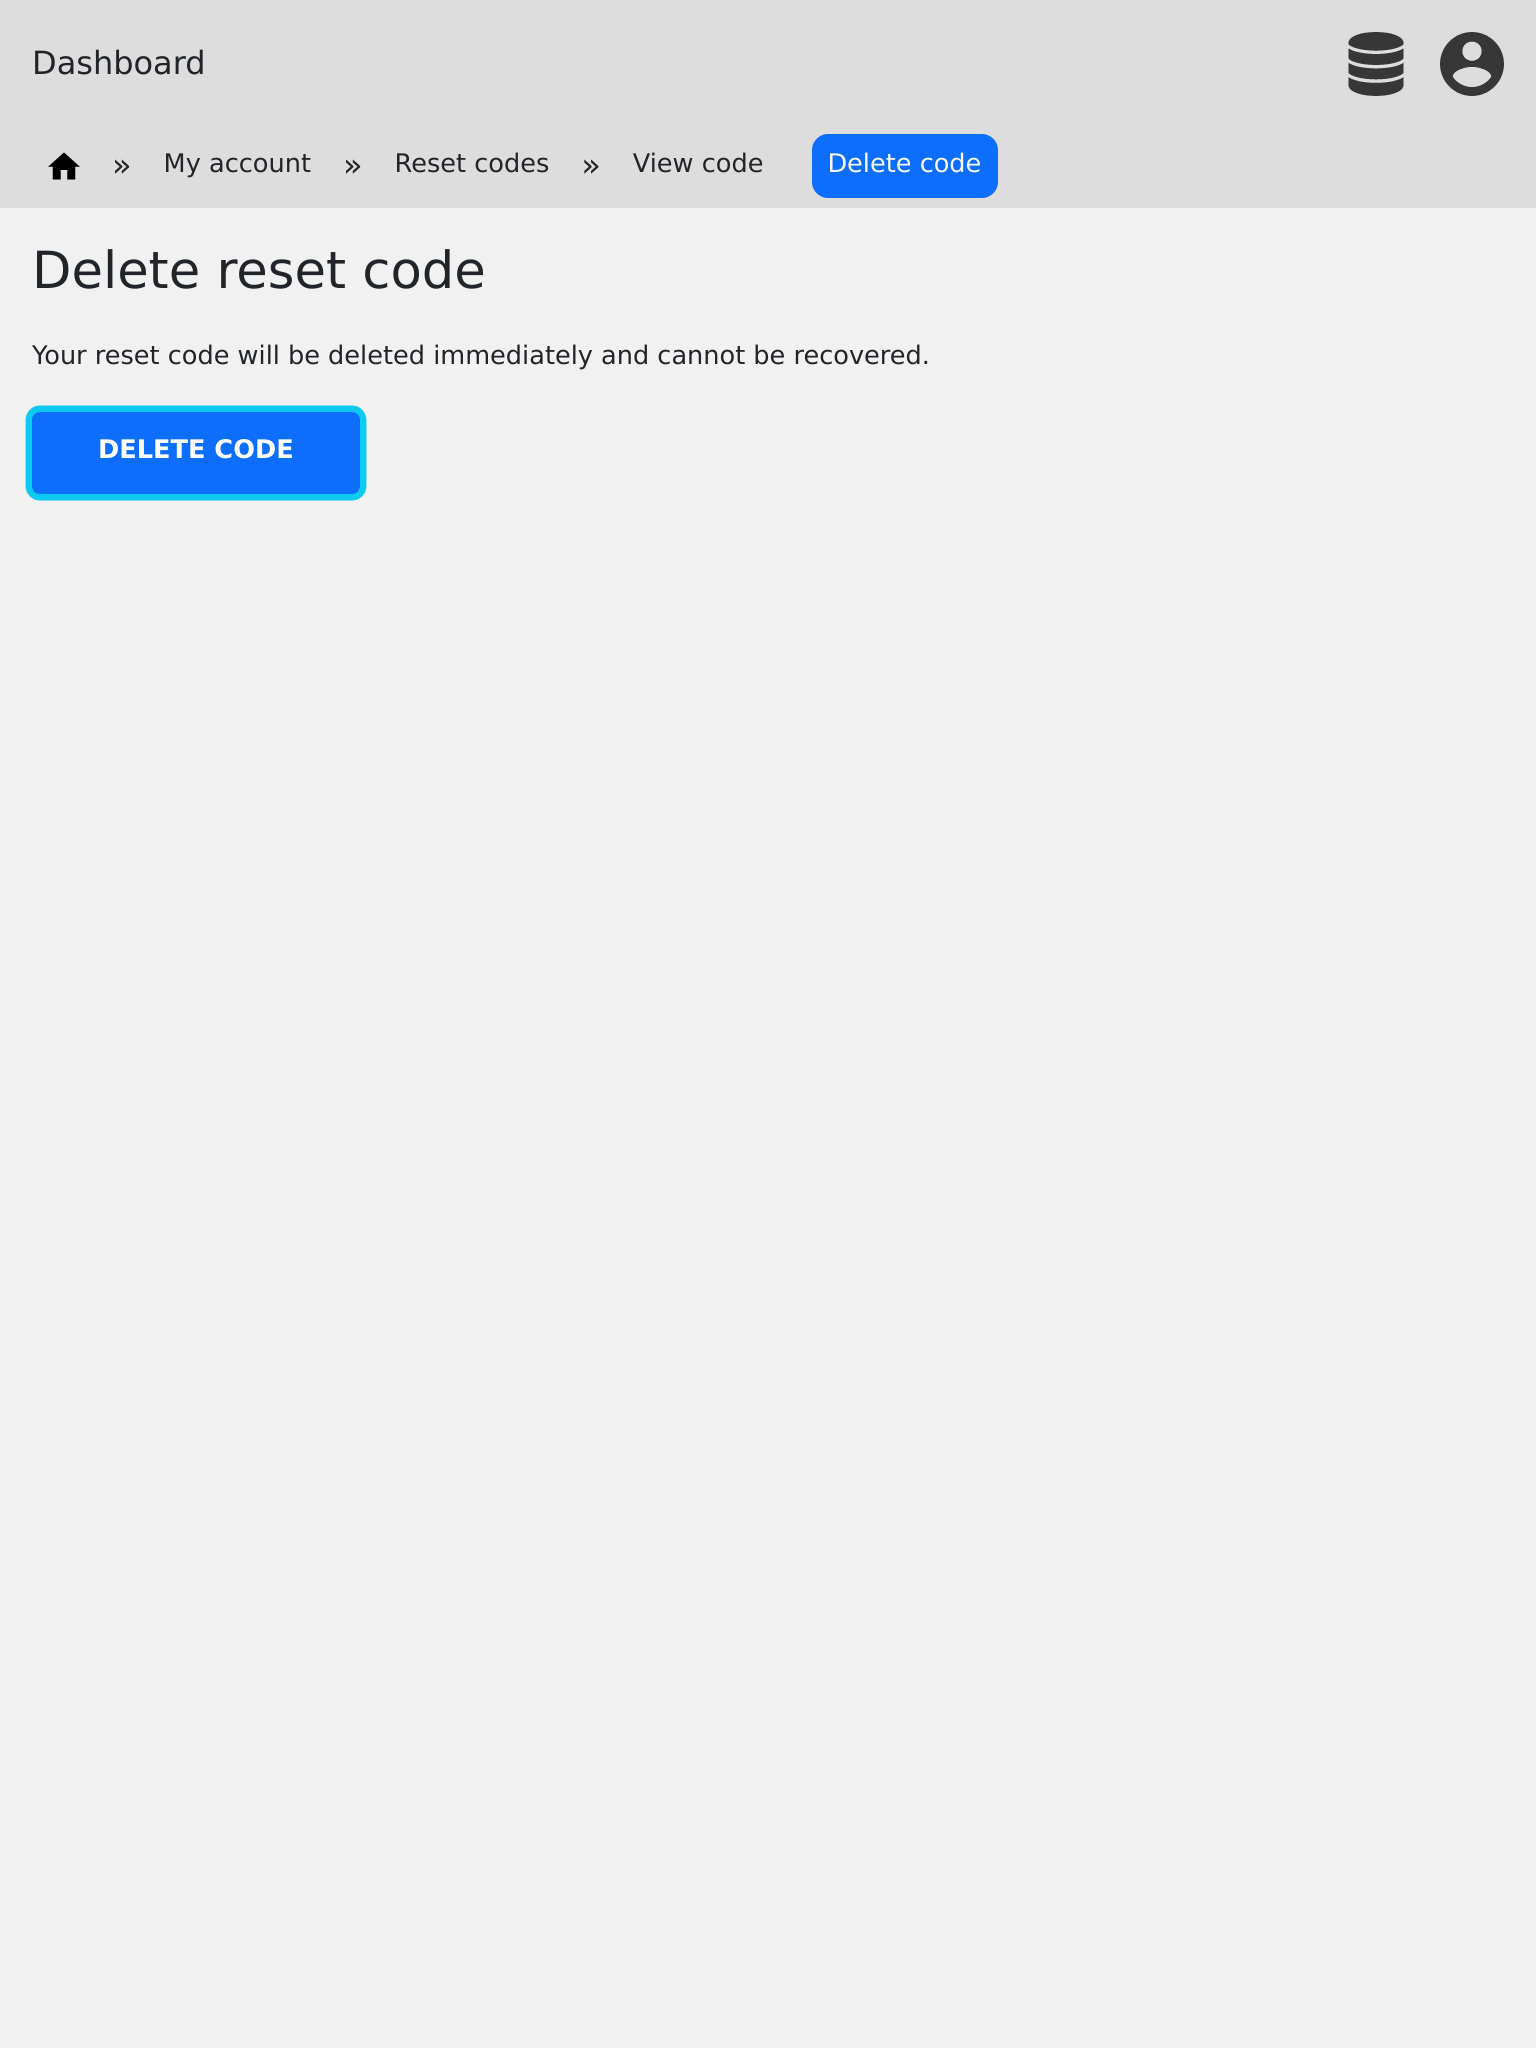 Dashboard
» My account » Reset codes » View code Delete code
Delete reset code
Your reset code will be deleted immediately and cannot be recovered.
DELETE CODE